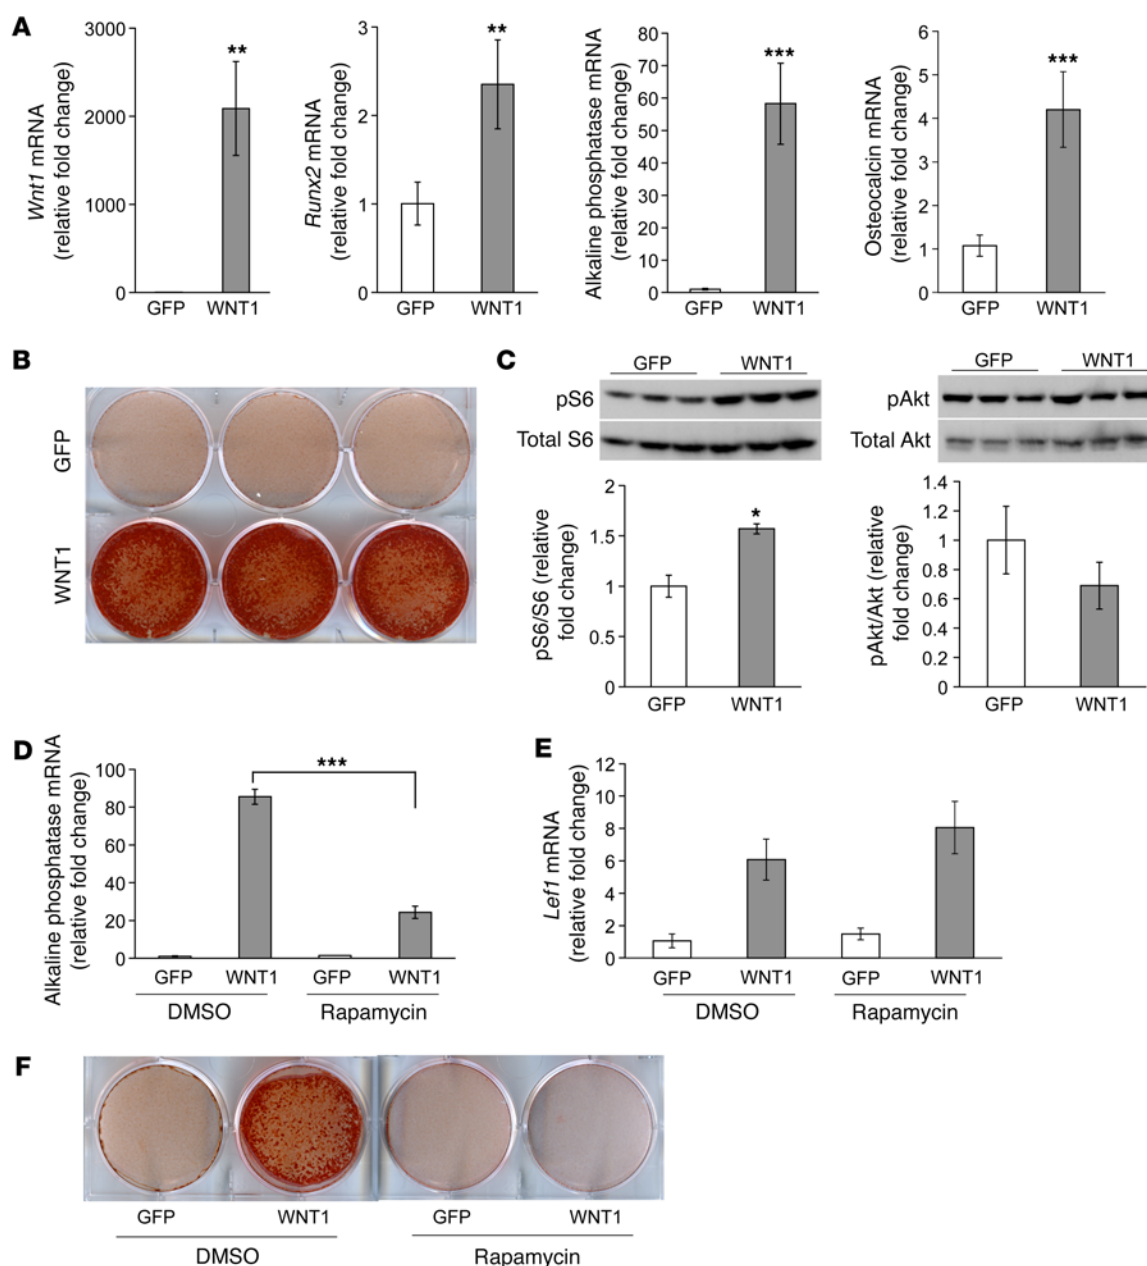 A
Wnt1 mRNA
(relative fold change)
3000
2000
1000
0
**
GFP WNT1
Runx2 mRNA
(relative fold change)
3
2
1
0
**
GFP WNT1
Alkaline phosphatase mRNA
(relative fold change)
80
70
60
50
40
30
20
10
0
***
GFP WNT1
Osteocalcin mRNA
(relative fold change)
6
5
4
3
2
1
0
***
GFP WNT1
B
GFP
WNT1
C
GFP WNT1
pS6
Total S6
pS6/S6 (relative
fold change)
2
1.5
1
0.5
0
*
GFP WNT1
GFP WNT1
pAkt
Total Akt
pAkt/Akt (relative
fold change)
1.4
1.2
1
0.8
0.6
0.4
0.2
0
GFP WNT1
D
Alkaline phosphatase mRNA
(relative fold change)
100
80
60
40
20
0
***
GFP WNT1 GFP WNT1
DMSO Rapamycin
E
Lef1 mRNA
(relative fold change)
12
10
8
6
4
2
0
GFP WNT1 GFP WNT1
DMSO Rapamycin
F
GFP WNT1 GFP WNT1
DMSO Rapamycin